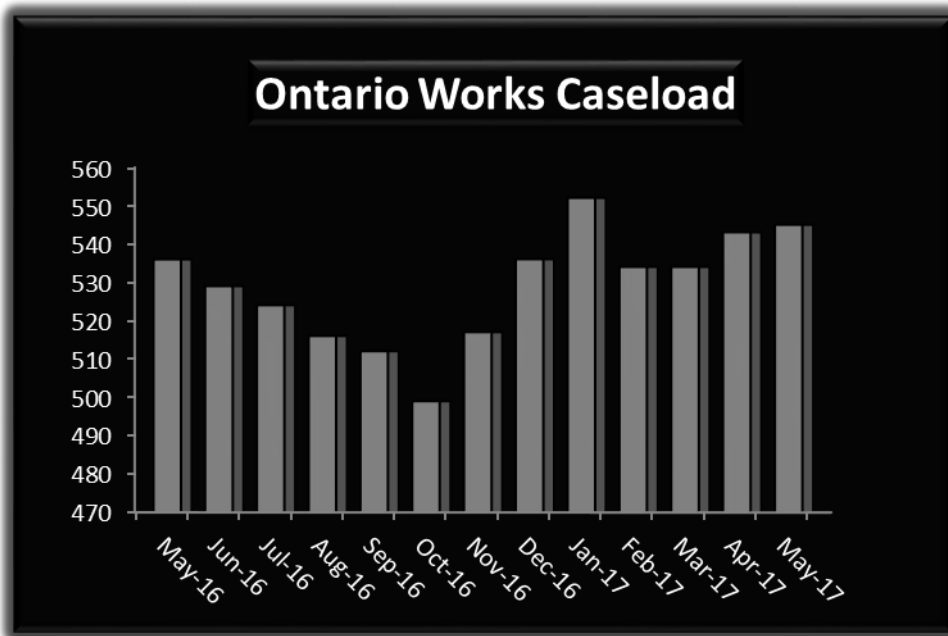 Ontario Works Caseload
560
550
540
530
520
510
500
490
480
470
May-16
Jun-16
Jul-16
Aug-16
Sep-16
Oct-16
Nov-16
Dec-16
Jan-17
Feb-17
Mar-17
Apr-17
May-17